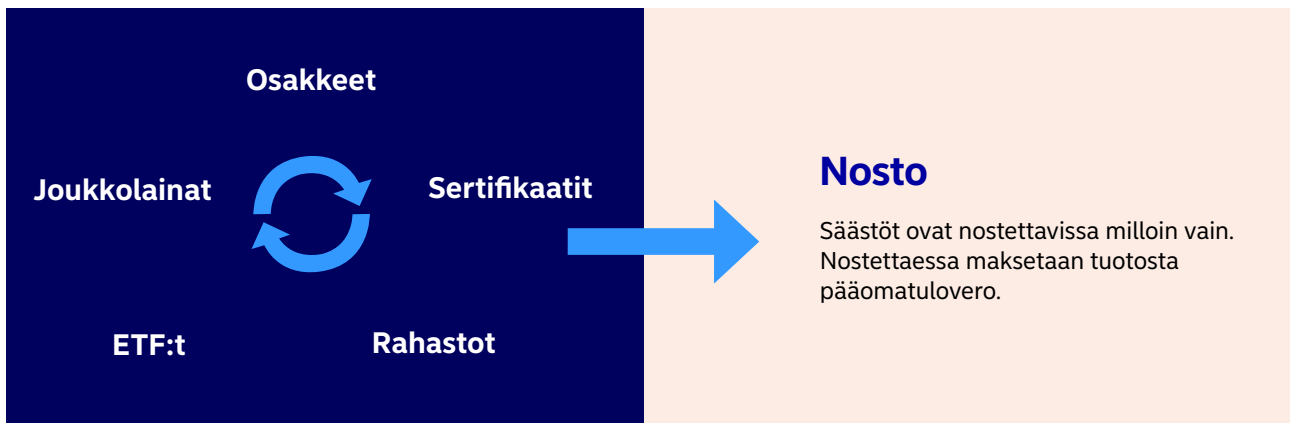 Osakkeet
Joukkolainat
Sertifikaatit
ETF:t
Rahastot
Nosto
Säästöt ovat nostettavissa milloin vain.
Nostettaessa maksetaan tuotosta
pääomatulovero.